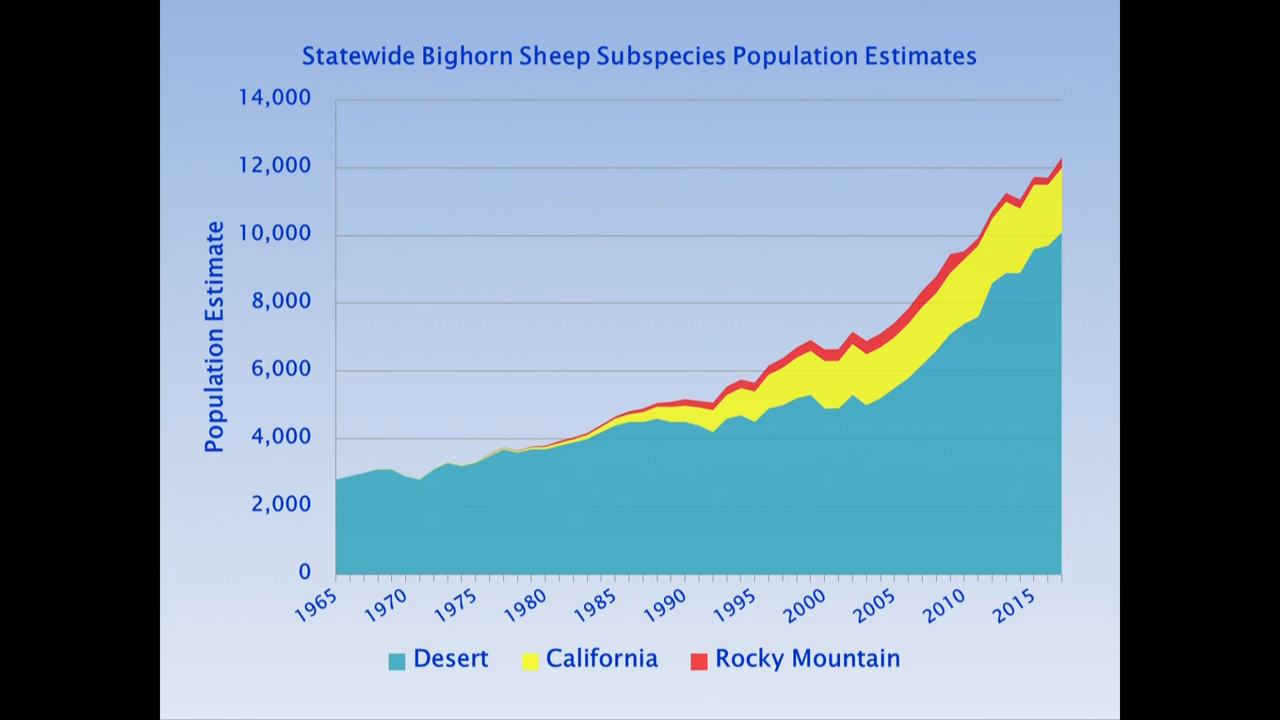 Statewide Bighorn Sheep Subspecies Population Estimates
14,000
12,000
10,000
8,000
6,000
4,000
2,000
0
Population Estimate
1965 1970 1975 1980 1985 1990 1995 2000 2005 2010 2015
Desert California Rocky Mountain